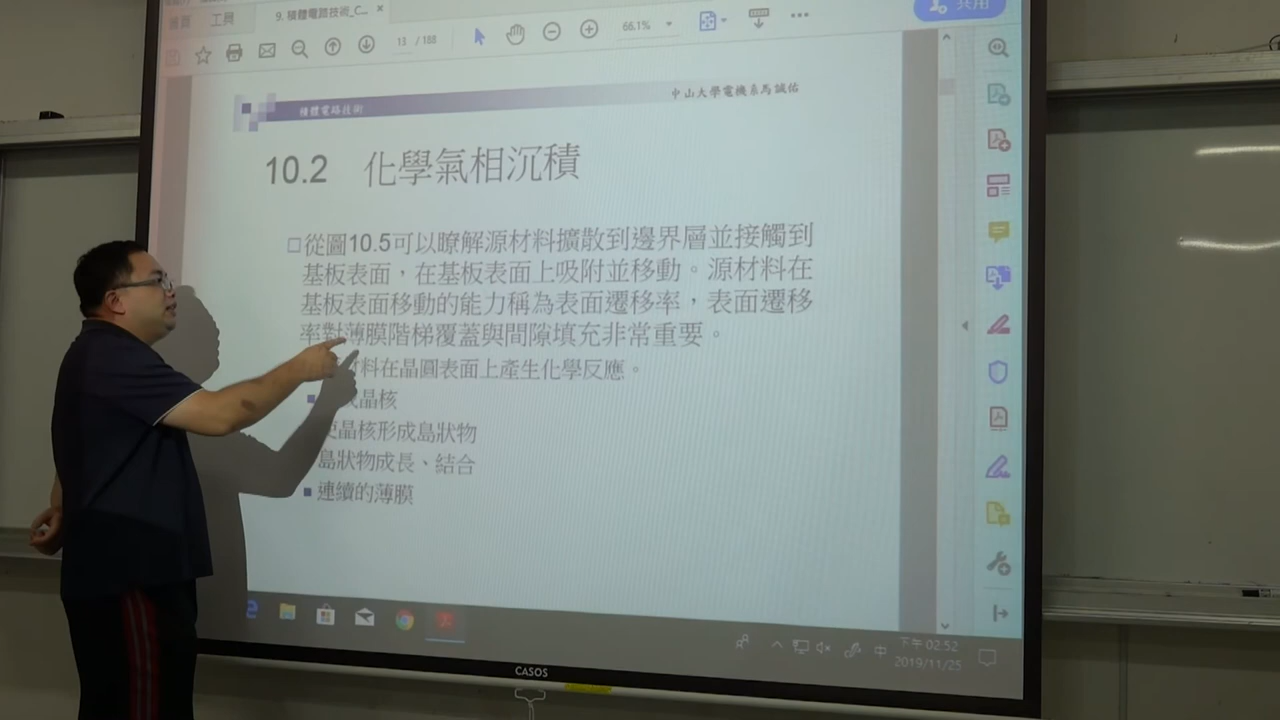 工具
9. 積體電路技術_C...
×
13 / 188
66.1%
共用
積體電路技術
中山大學電機系馬誠佑
10.2 化學氣相沉積
從圖10.5可以瞭解源材料擴散到邊界層並接觸到
基板表面，在基板表面上吸附並移動。源材料在
基板表面移動的能力稱為表面遷移率，表面遷移
率對薄膜階梯覆蓋與間隙填充非常重要。
材料在晶圓表面上產生化學反應。
晶核
晶核形成島狀物
島狀物成長、結合
連續的薄膜
中
下午 02:52
2019/11/25
CASOS